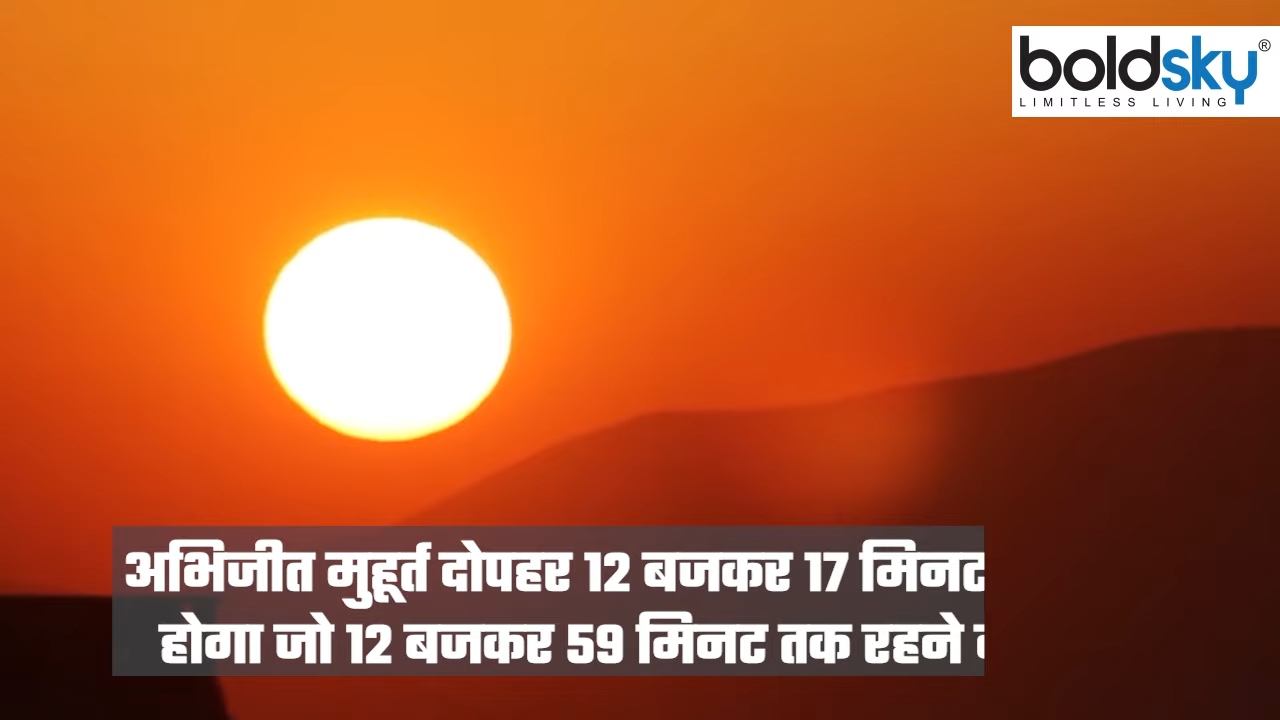 boldsky®
LIMITLESS LIVING
अभिजीत मुहूर्त दोपहर 12 बजकर 17 मिनट
होगा जो 12 बजकर 59 मिनट तक रहने